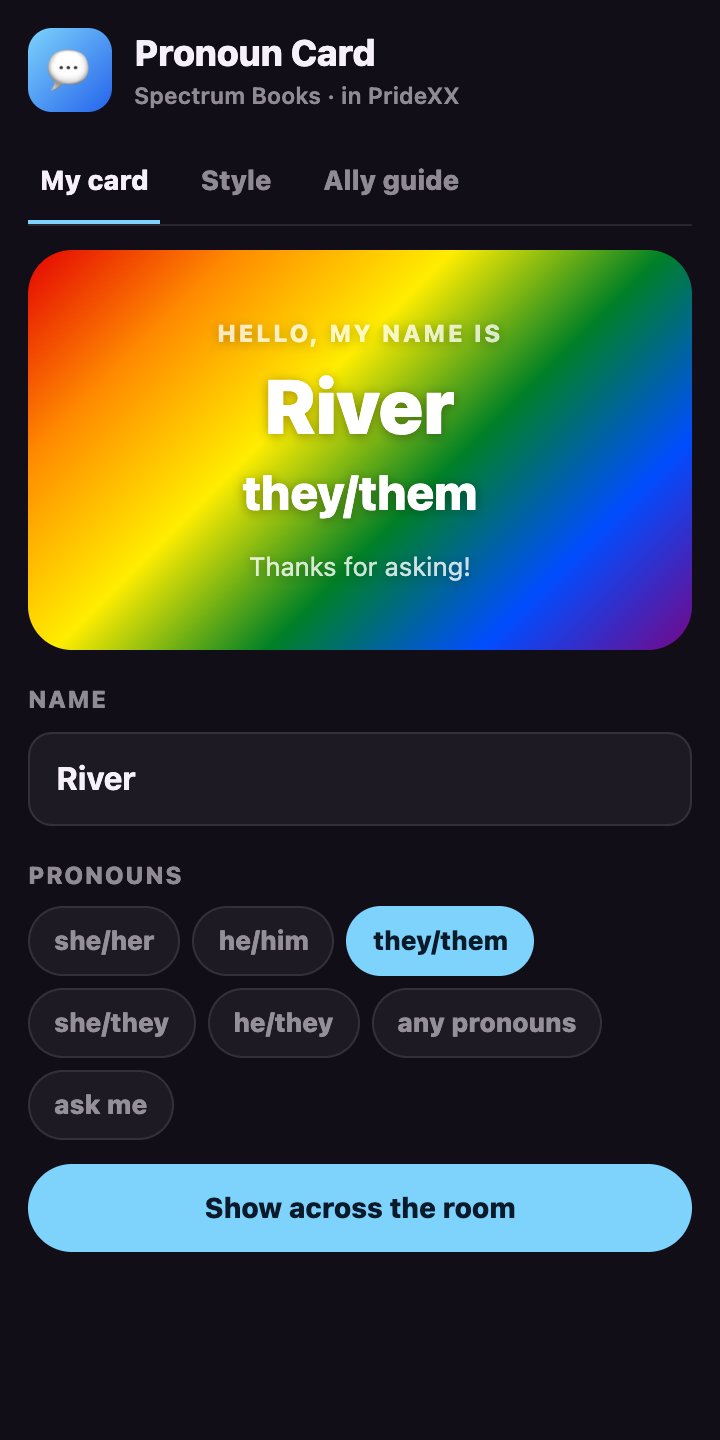 Pronoun Card
Spectrum Books · in PrideXX
My card Style Ally guide
HELLO, MY NAME IS
River
they/them
Thanks for asking!
NAME
River
PRONOUNS
she/her he/him they/them
she/they he/they any pronouns
ask me
Show across the room